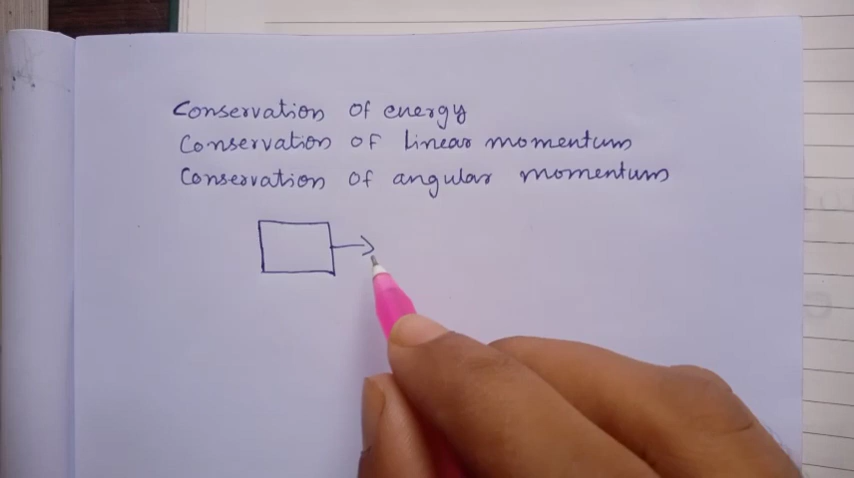 Conservation of energy
Conservation of linear momentum
Conservation of angular momentum